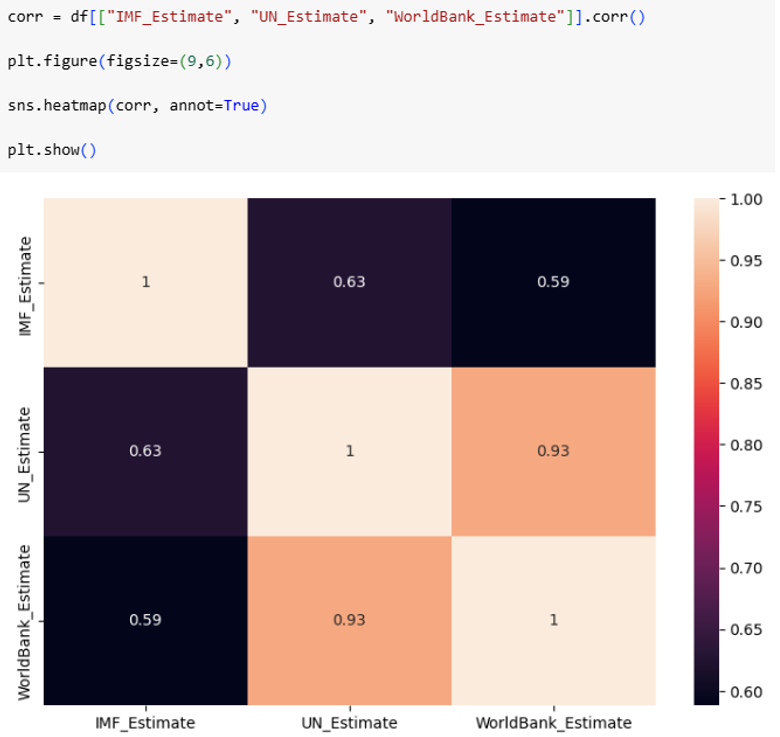 corr = df[["IMF_Estimate", "UN_Estimate", "WorldBank_Estimate"]].corr()
plt.figure(figsize=(9,6))
sns.heatmap(corr, annot=True)
plt.show()
IMF_Estimate
1
0.63
0.59
UN_Estimate
0.63
1
0.93
WorldBank_Estimate
0.59
0.93
1
IMF_Estimate
UN_Estimate
WorldBank_Estimate
1.00
0.95
0.90
0.85
0.80
0.75
0.70
0.65
0.60